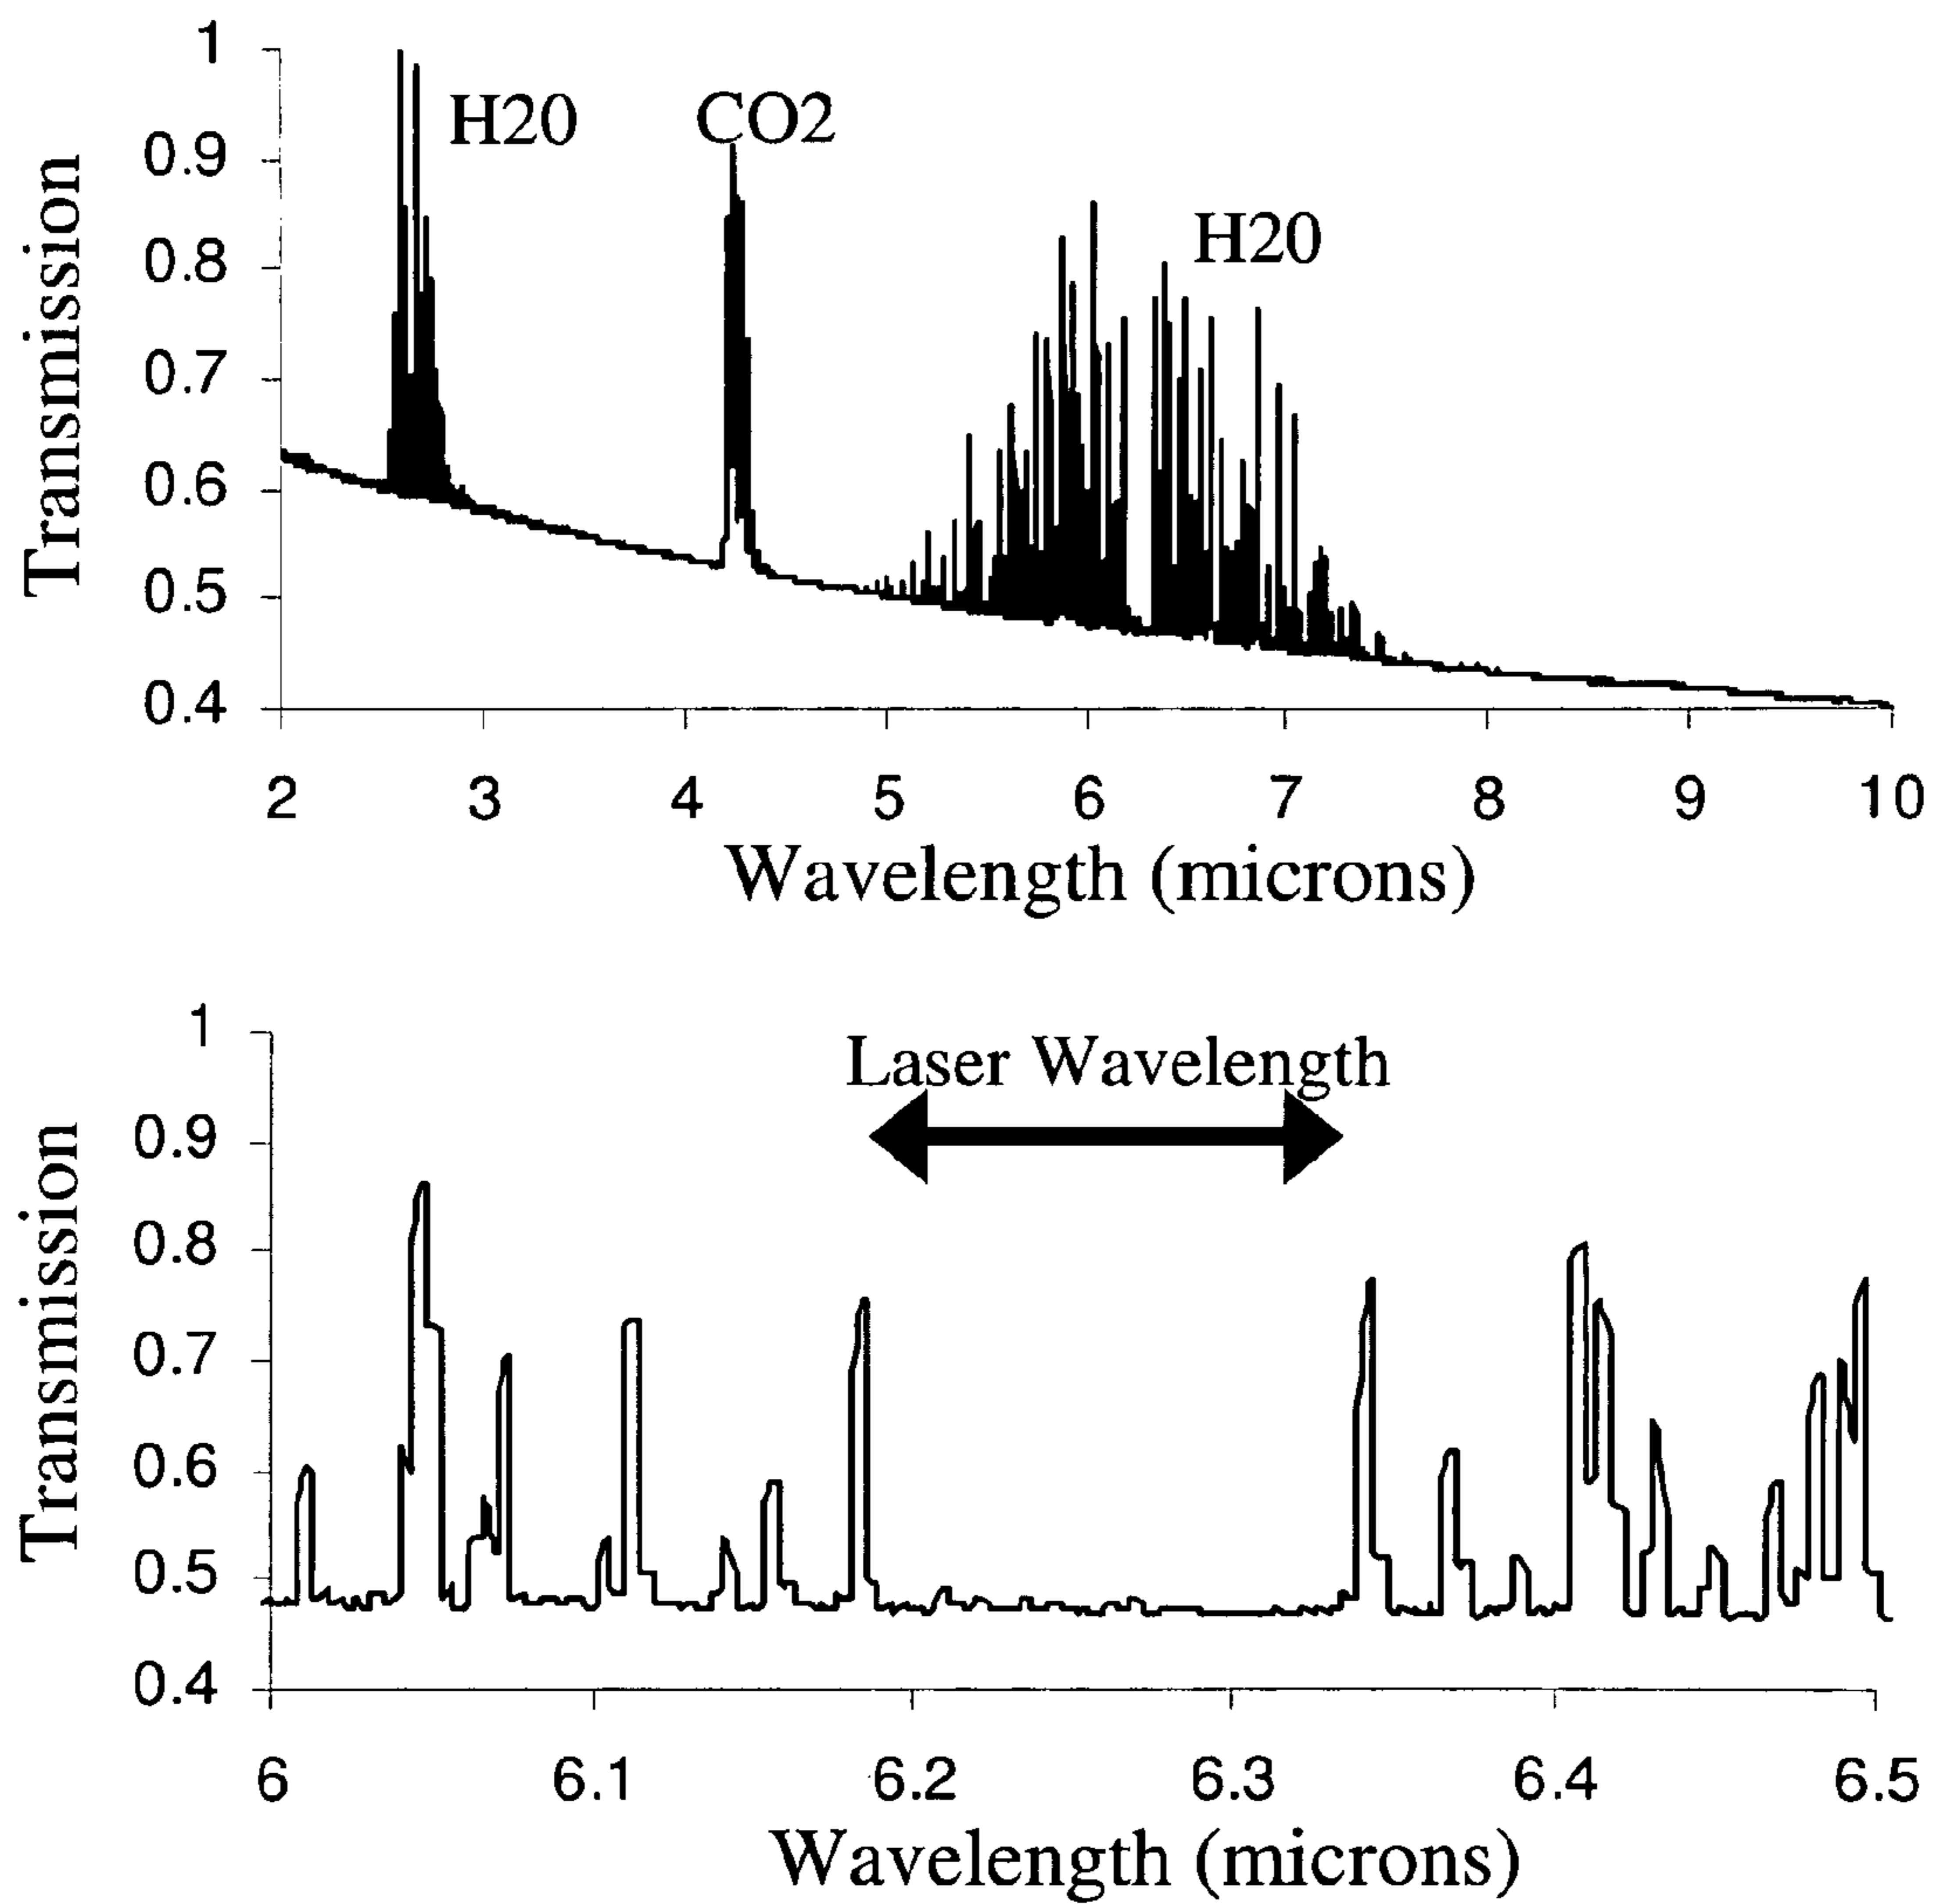 1
0.9
0.8
0.7
0.6
0.5
0.4
Transmission
H20
CO2
H20
2 3 4 5 6 7 8 9 10
Wavelength (microns)
1
0.9
0.8
0.7
0.6
0.5
0.4
Transmission
Laser Wavelength
6 6.1 6.2 6.3 6.4 6.5
Wavelength (microns)